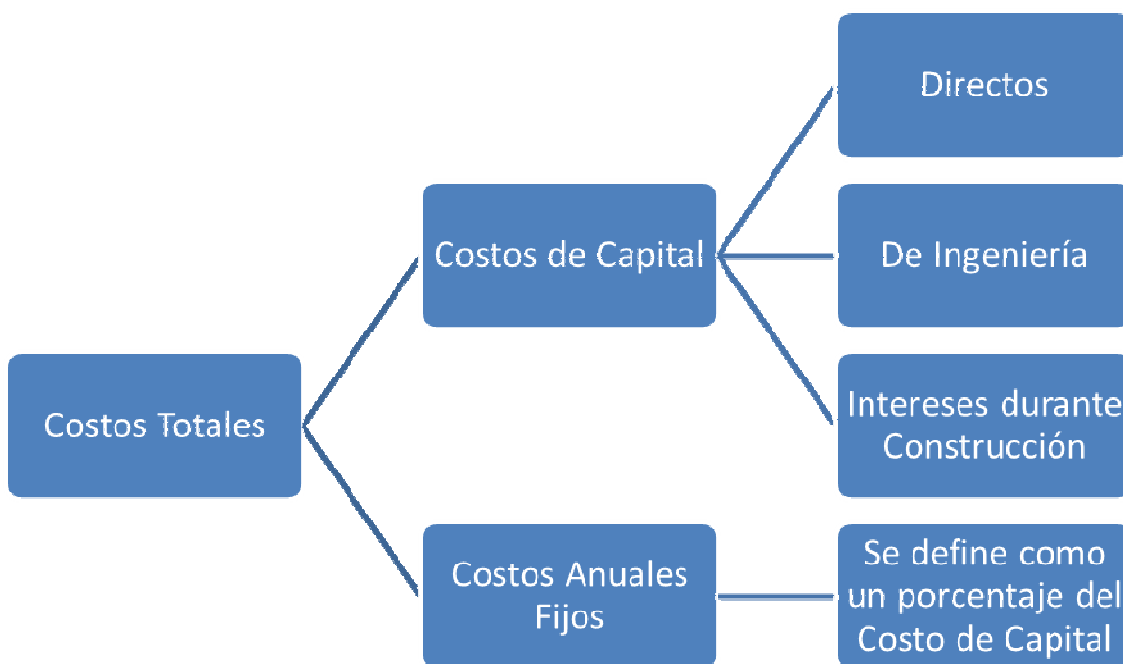 Directos
Costos de Capital
De Ingeniería
Costos Totales
Intereses durante
Construcción
Costos Anuales
Fijos
Se define como
un porcentaje del
Costo de Capital